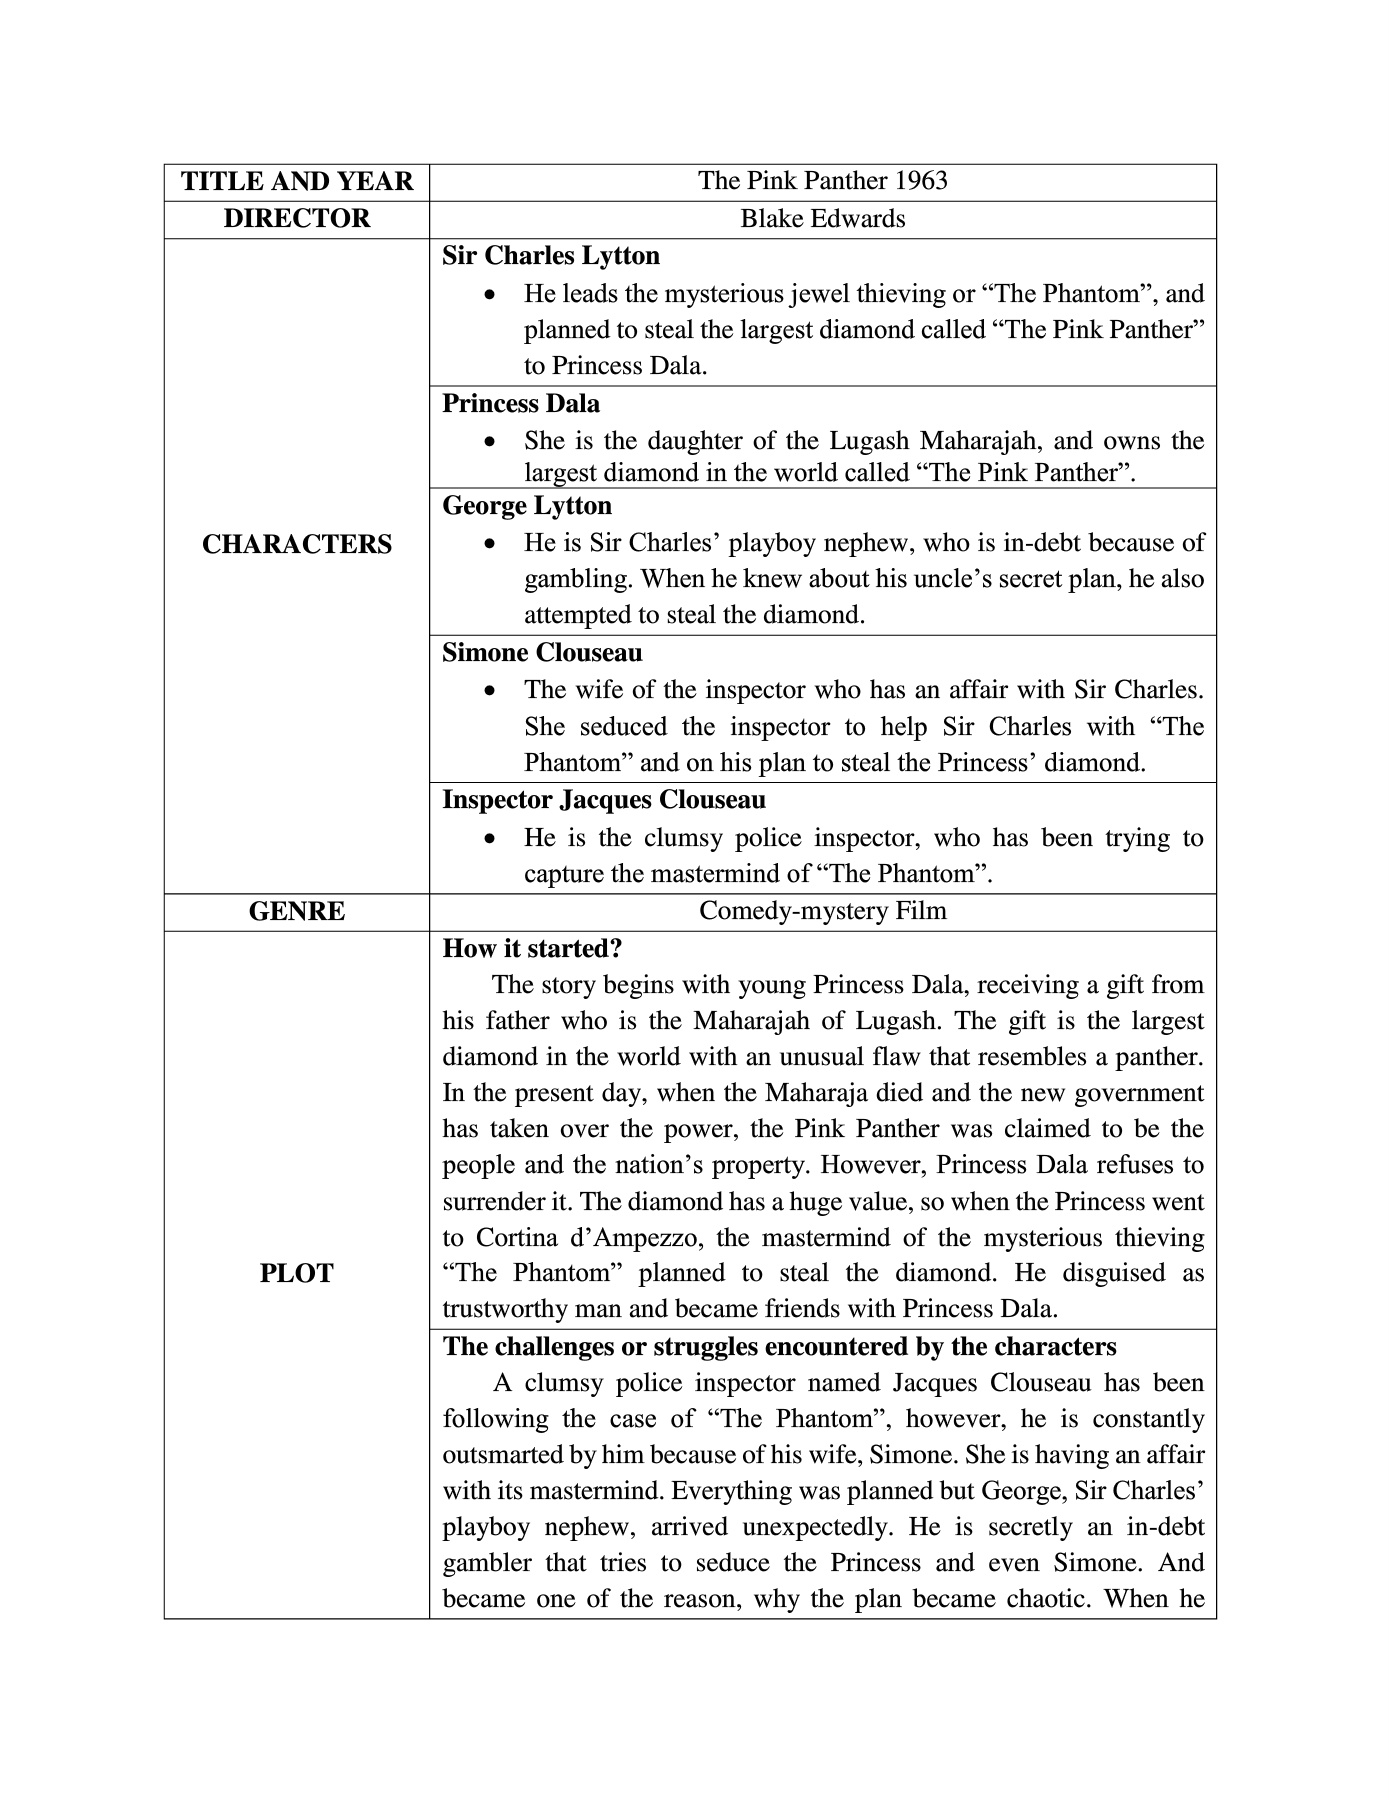 TITLE AND YEAR
The Pink Panther 1963
DIRECTOR
Blake Edwards
CHARACTERS
Sir Charles Lytton
• He leads the mysterious jewel thieving or “The Phantom”, and
planned to steal the largest diamond called “The Pink Panther”
to Princess Dala.
Princess Dala
• She is the daughter of the Lugash Maharajah, and owns the
largest diamond in the world called “The Pink Panther”.
George Lytton
• He is Sir Charles’ playboy nephew, who is in-debt because of
gambling. When he knew about his uncle’s secret plan, he also
attempted to steal the diamond.
Simone Clouseau
• The wife of the inspector who has an affair with Sir Charles.
She seduced the inspector to help Sir Charles with “The
Phantom” and on his plan to steal the Princess’ diamond.
Inspector Jacques Clouseau
• He is the clumsy police inspector, who has been trying to
capture the mastermind of “The Phantom”.
GENRE
Comedy-mystery Film
PLOT
How it started?
The story begins with young Princess Dala, receiving a gift from
his father who is the Maharajah of Lugash. The gift is the largest
diamond in the world with an unusual flaw that resembles a panther.
In the present day, when the Maharaja died and the new government
has taken over the power, the Pink Panther was claimed to be the
people and the nation’s property. However, Princess Dala refuses to
surrender it. The diamond has a huge value, so when the Princess went
to Cortina d’Ampezzo, the mastermind of the mysterious thieving
“The Phantom” planned to steal the diamond. He disguised as
trustworthy man and became friends with Princess Dala.
The challenges or struggles encountered by the characters
A clumsy police inspector named Jacques Clouseau has been
following the case of “The Phantom”, however, he is constantly
outsmarted by him because of his wife, Simone. She is having an affair
with its mastermind. Everything was planned but George, Sir Charles’
playboy nephew, arrived unexpectedly. He is secretly an in-debt
gambler that tries to seduce the Princess and even Simone. And
became one of the reason, why the plan became chaotic. When he